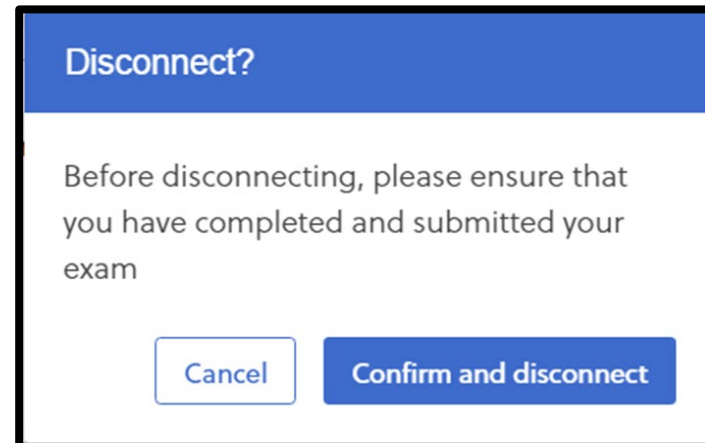 Disconnect?
Before disconnecting, please ensure that
you have completed and submitted your
exam
Cancel
Confirm and disconnect